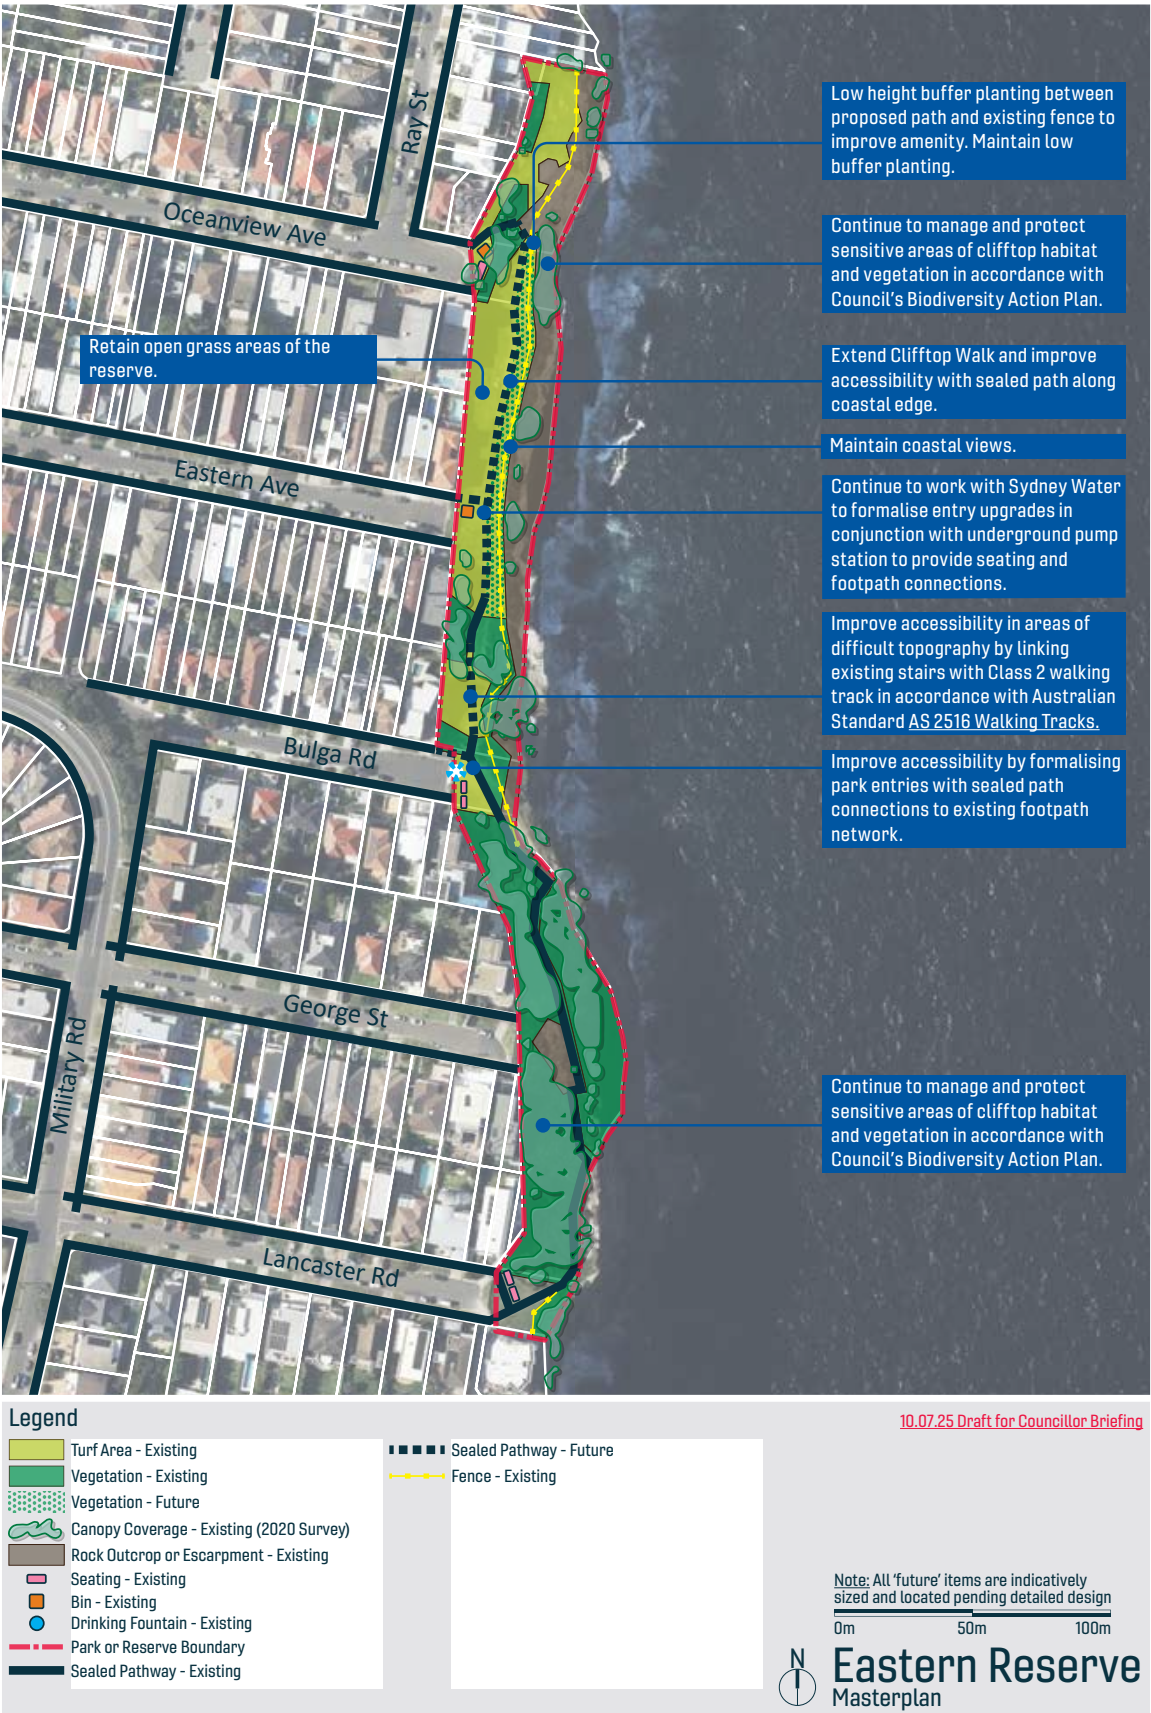 Ray St
Oceanview Ave
Eastern Ave
Bulga Rd
George St
Military Rd
Lancaster Rd
Retain open grass areas of the
reserve.
Low height buffer planting between
proposed path and existing fence to
improve amenity. Maintain low
buffer planting.
Continue to manage and protect
sensitive areas of clifftop habitat
and vegetation in accordance with
Council's Biodiversity Action Plan.
Extend Clifftop Walk and improve
accessibility with sealed path along
coastal edge.
Maintain coastal views.
Continue to work with Sydney Water
to formalise entry upgrades in
conjunction with underground pump
station to provide seating and
footpath connections.
Improve accessibility in areas of
difficult topography by linking
existing stairs with Class 2 walking
track in accordance with Australian
Standard AS 2516 Walking Tracks.
Improve accessibility by formalising
park entries with sealed path
connections to existing footpath
network.
Continue to manage and protect
sensitive areas of clifftop habitat
and vegetation in accordance with
Council's Biodiversity Action Plan.
Legend
Turf Area - Existing
Vegetation - Existing
Vegetation - Future
Canopy Coverage - Existing (2020 Survey)
Rock Outcrop or Escarpment - Existing
Seating - Existing
Bin - Existing
Drinking Fountain - Existing
Park or Reserve Boundary
Sealed Pathway - Existing
Sealed Pathway - Future
Fence - Existing
10.07.25 Draft for Councillor Briefing
Note: All 'future' items are indicatively
sized and located pending detailed design
0m 50m 100m
N
Eastern Reserve
Masterplan